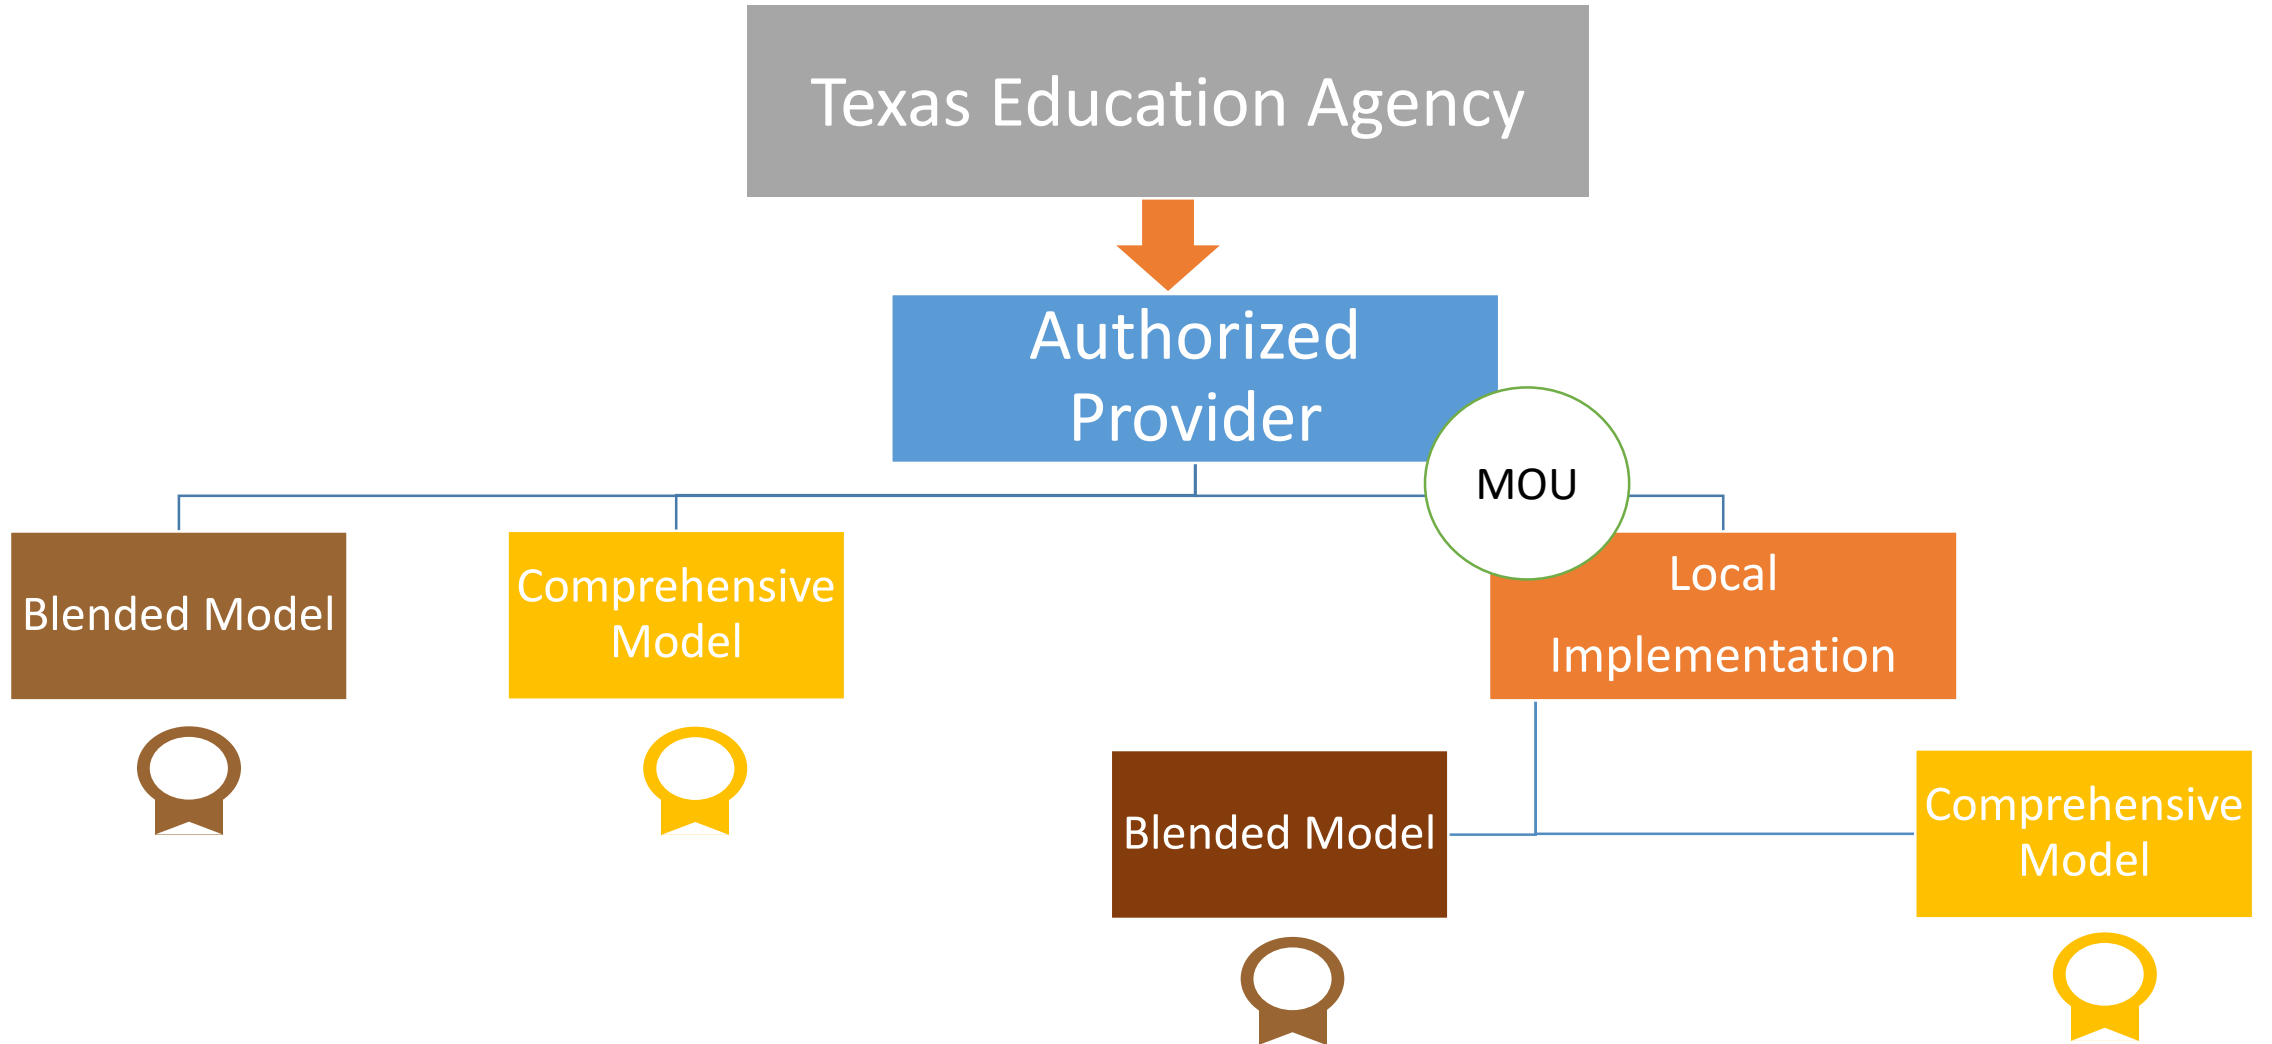 Texas Education Agency
Authorized
Provider
MOU
Blended Model
Comprehensive
Model
Local
Implementation
Blended Model
Comprehensive
Model